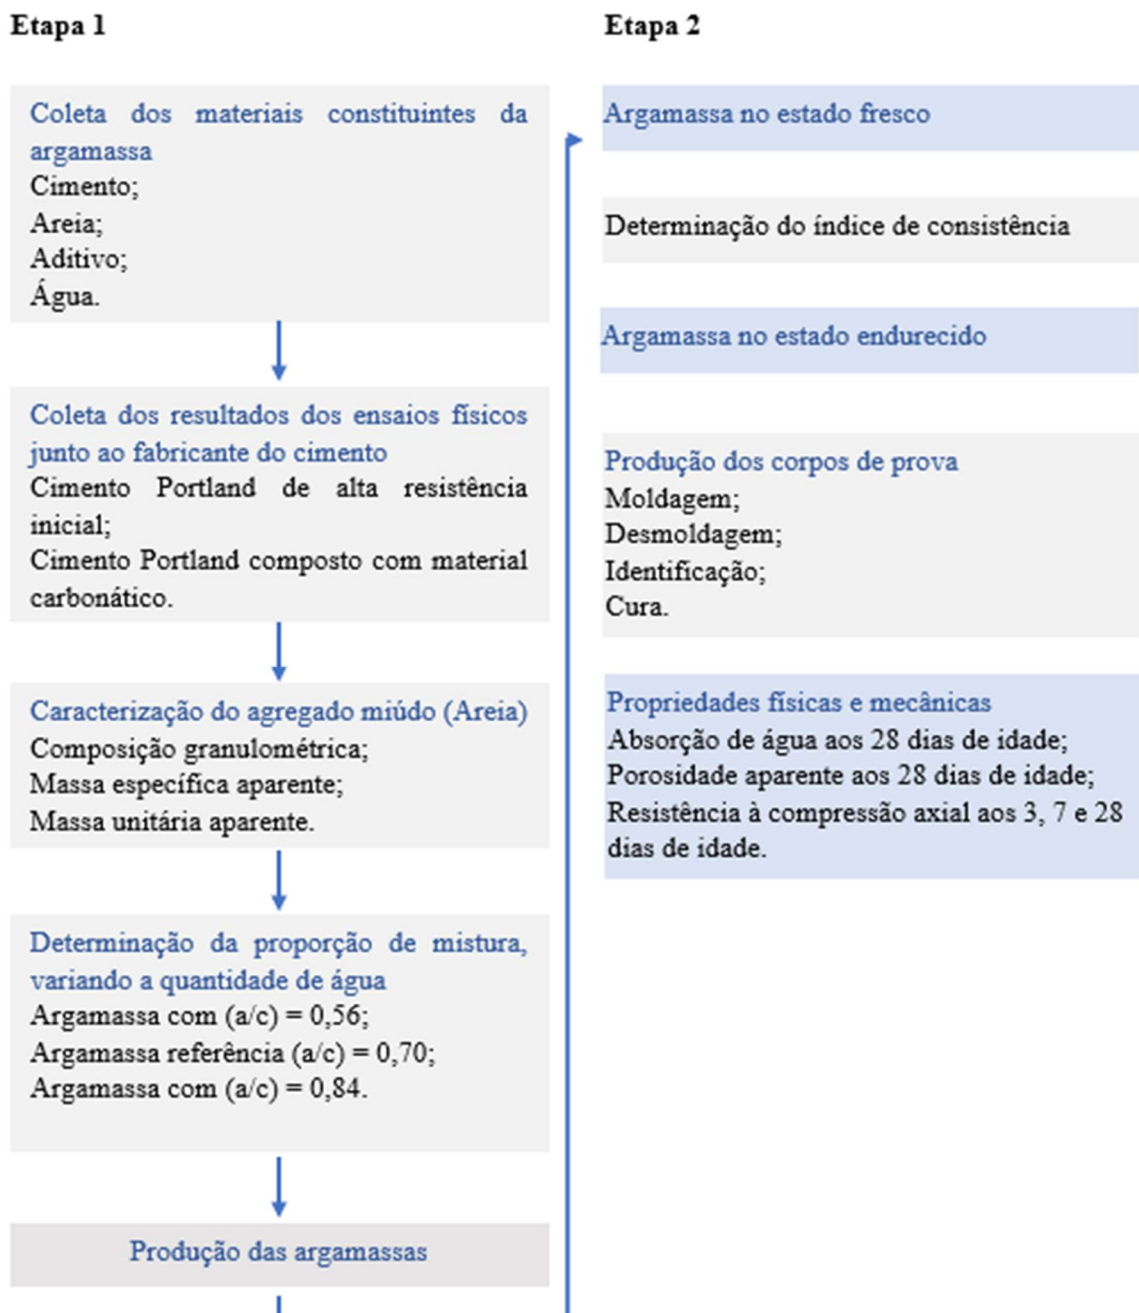 Etapa 1
Coleta dos materiais constituintes da
argamassa
Cimento;
Areia;
Aditivo;
Água.
Coleta dos resultados dos ensaios físicos
junto ao fabricante do cimento
Cimento Portland de alta resistência
inicial;
Cimento Portland composto com material
carbonático.
Caracterização do agregado miúdo (Areia)
Composição granulométrica;
Massa específica aparente;
Massa unitária aparente.
Determinação da proporção de mistura,
variando a quantidade de água
Argamassa com (a/c) = 0,56;
Argamassa referência (a/c) = 0,70;
Argamassa com (a/c) = 0,84.
Produção das argamassas
Etapa 2
Argamassa no estado fresco
Determinação do índice de consistência
Argamassa no estado endurecido
Produção dos corpos de prova
Moldagem;
Desmoldagem;
Identificação;
Cura.
Propriedades físicas e mecânicas
Absorção de água aos 28 dias de idade;
Porosidade aparente aos 28 dias de idade;
Resistência à compressão axial aos 3, 7 e 28
dias de idade.